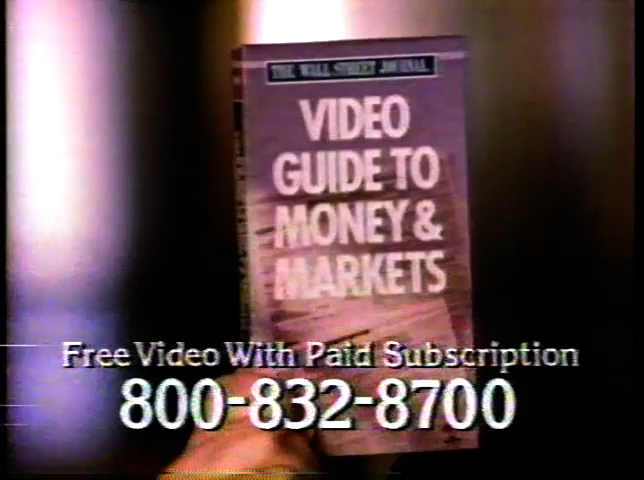 THE WALL STREET JOURNAL
VIDEO
GUIDE TO
MONEY &
MARKETS
Free Video With Paid Subscription
800-832-8700